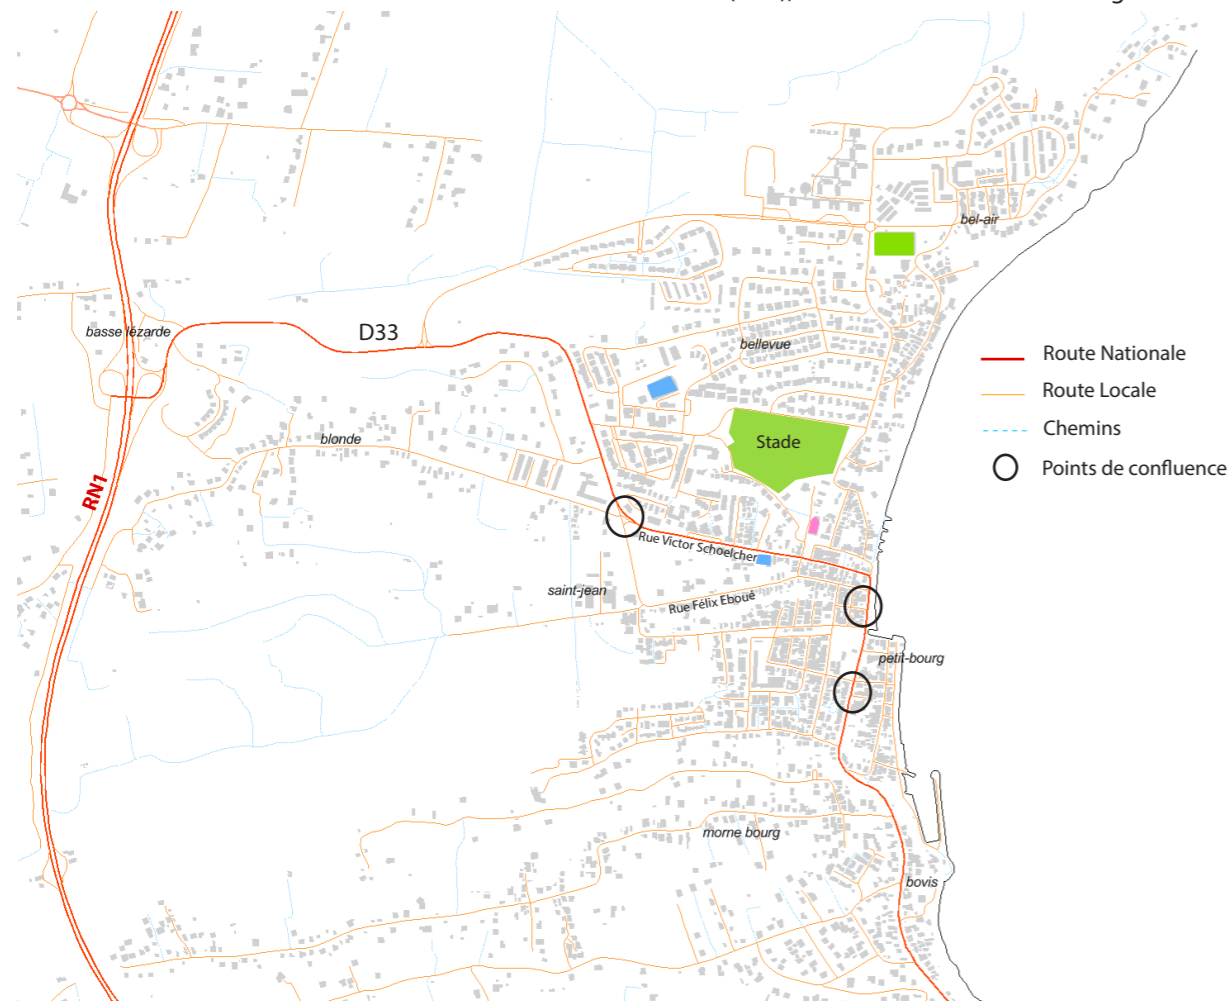 bel-air
basse lézarde
D33
bellevue
Route Nationale
Route Locale
Chemins
Points de confluence
blonde
Stade
RN1
Rue Victor Schoelcher
saint-jean
Rue Félix Eboué
petit-bourg
morne bourg
bovis